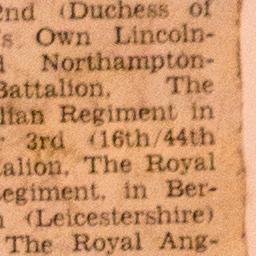 2nd (Duchess of
's Own Lincoln-
d Northampton-
Battalion, The
lian Regiment in
3rd (16th/44th
alion, The Royal
egiment, in Ber-
(Leicestershire)
The Royal Ang-